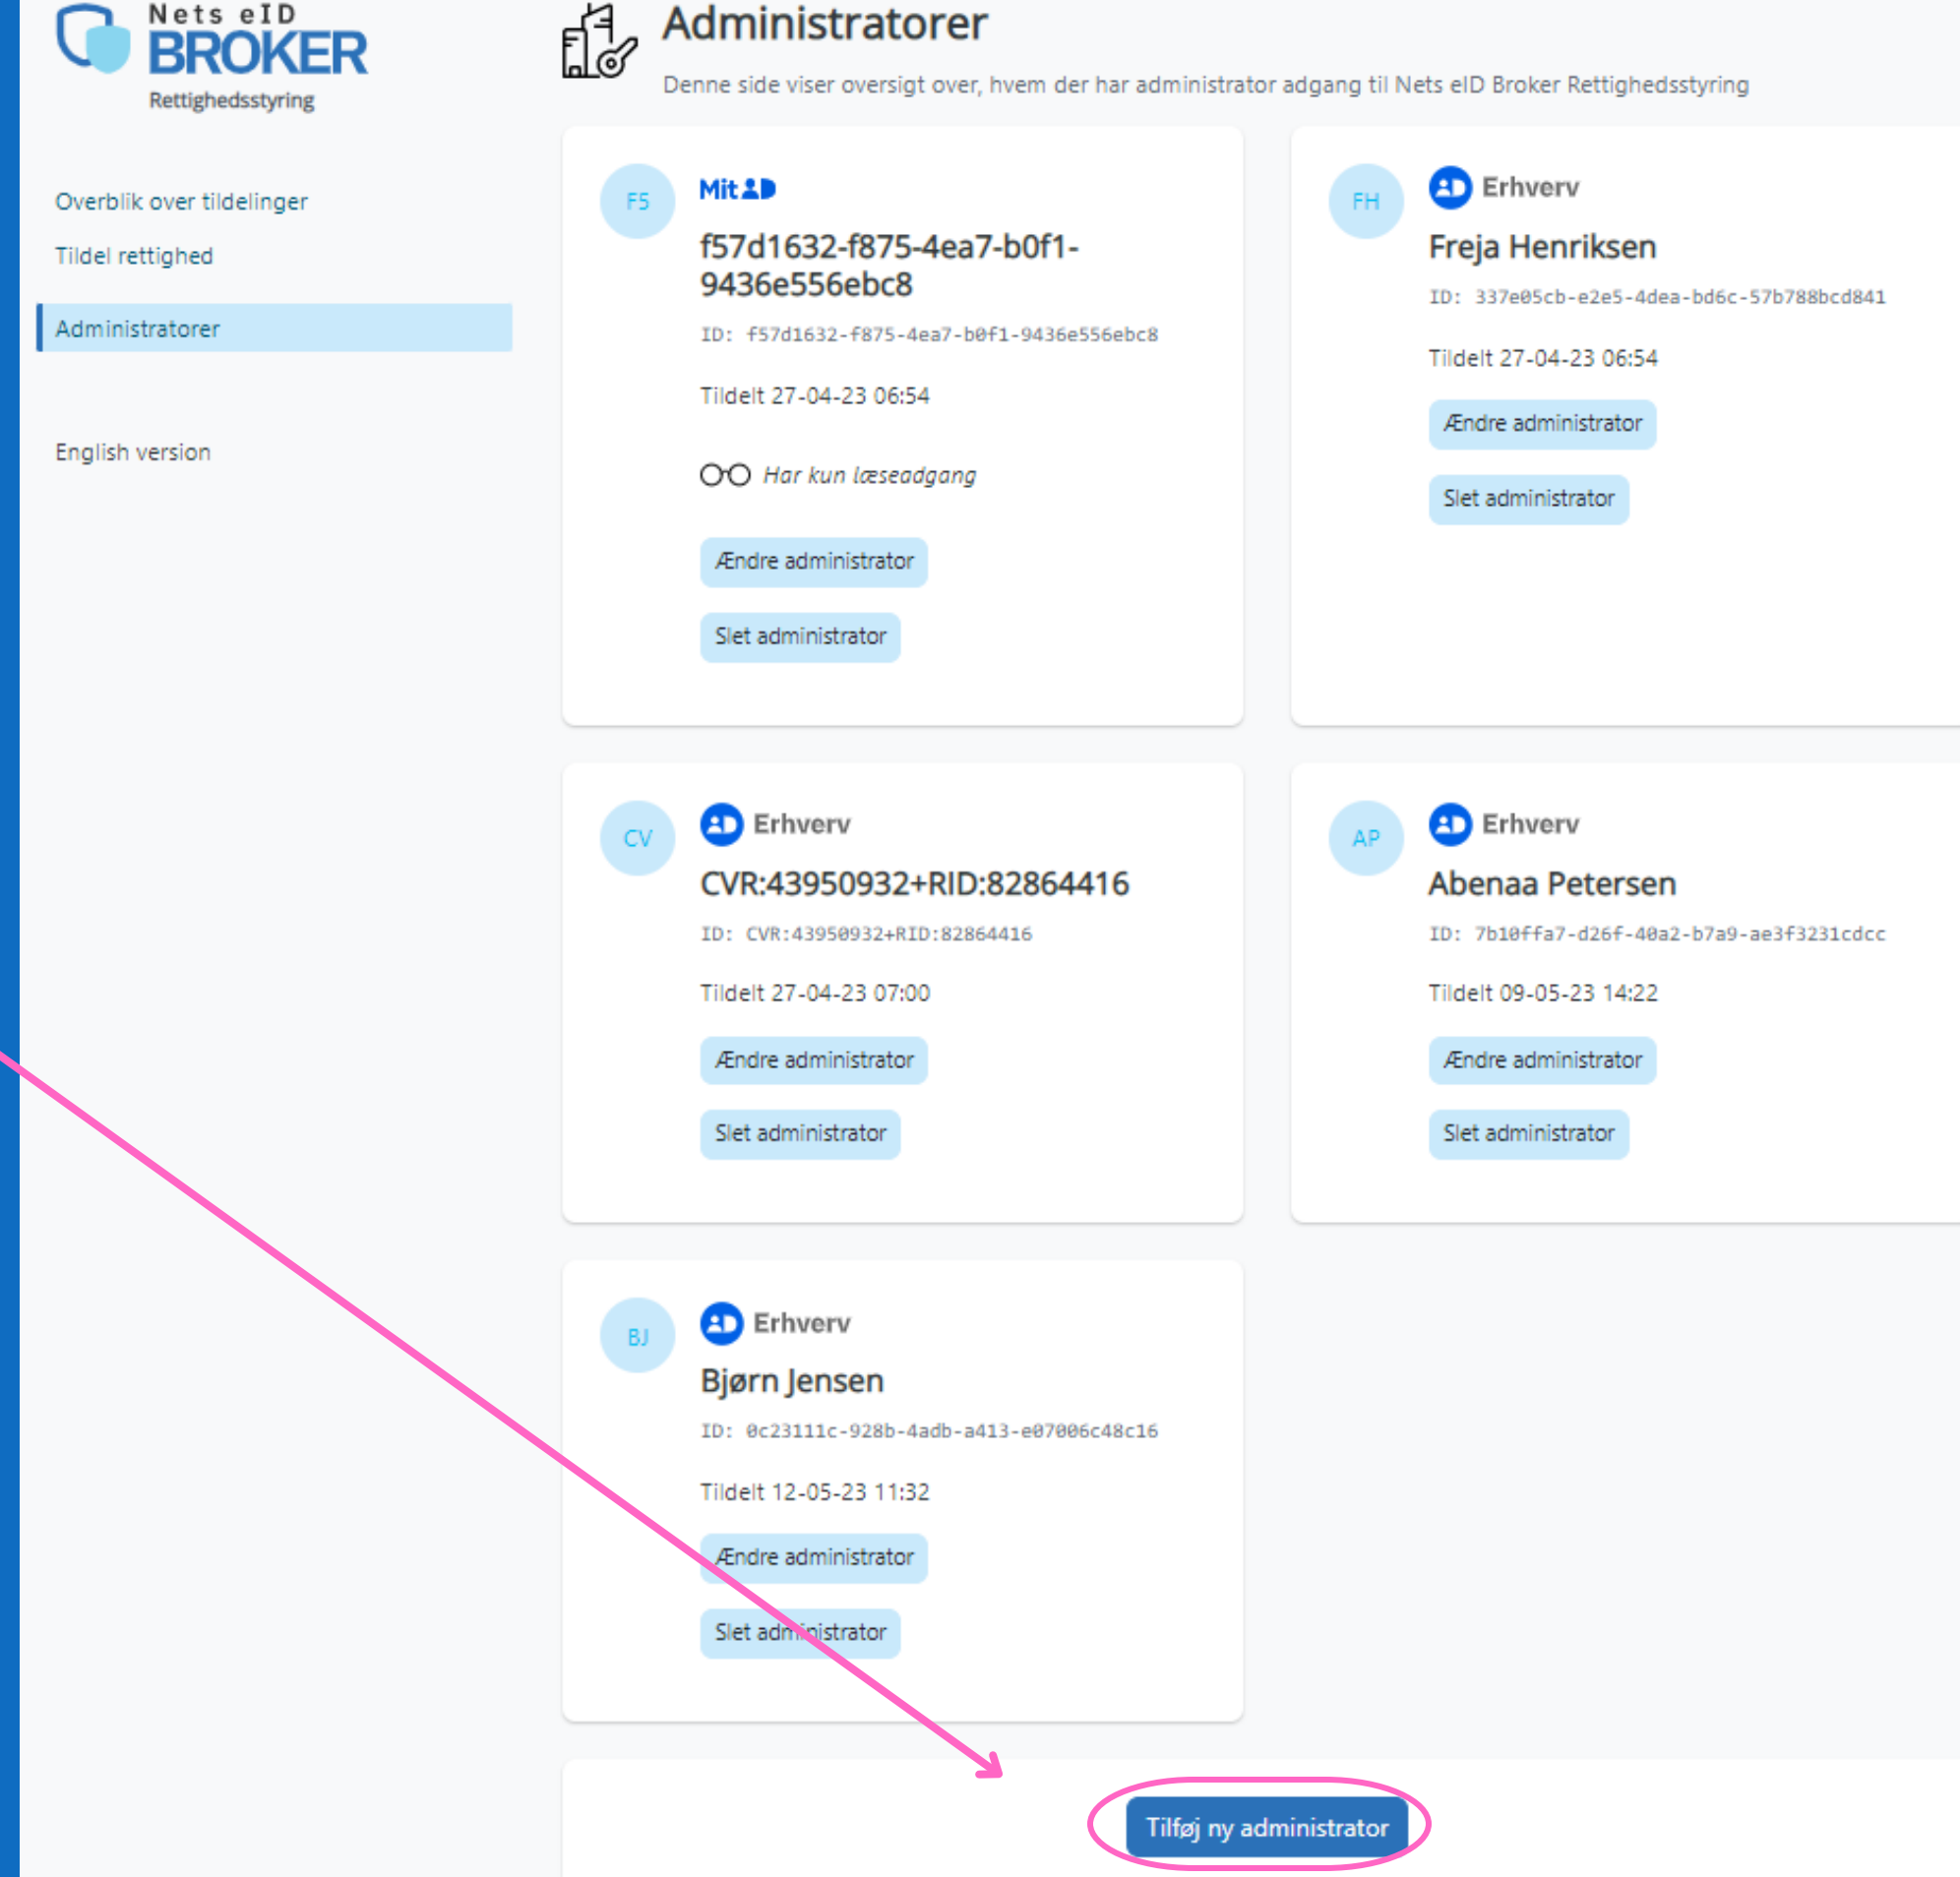 Nets eID
BROKER
Rettighedsstyring
Overblik over tildelinger
Tildel rettighed
Administratorer
English version
Administratorer
Denne side viser oversigt over, hvem der har administrator adgang til Nets eID Broker Rettighedsstyring
F5
Mit ID
f57d1632-f875-4ea7-b0f1-
9436e556ebc8
ID: f57d1632-f875-4ea7-b0f1-9436e556ebc8
Tildelt 27-04-23 06:54
Har kun læseadgang
Ændre administrator
Slet administrator
FH
Erhverv
Freja Henriksen
ID: 337e05cb-e2e5-4dea-bd6c-57b788bcd841
Tildelt 27-04-23 06:54
Ændre administrator
Slet administrator
CV
Erhverv
CVR:43950932+RID:82864416
ID: CVR:43950932+RID:82864416
Tildelt 27-04-23 07:00
Ændre administrator
Slet administrator
AP
Erhverv
Abenaa Petersen
ID: 7b10ffa7-d26f-40a2-b7a9-ae3f3231cdcc
Tildelt 09-05-23 14:22
Ændre administrator
Slet administrator
BJ
Erhverv
Bjørn Jensen
ID: 0c23111c-928b-4adb-a413-e07006c48c16
Tildelt 12-05-23 11:32
Ændre administrator
Slet administrator
Tilføj ny administrator